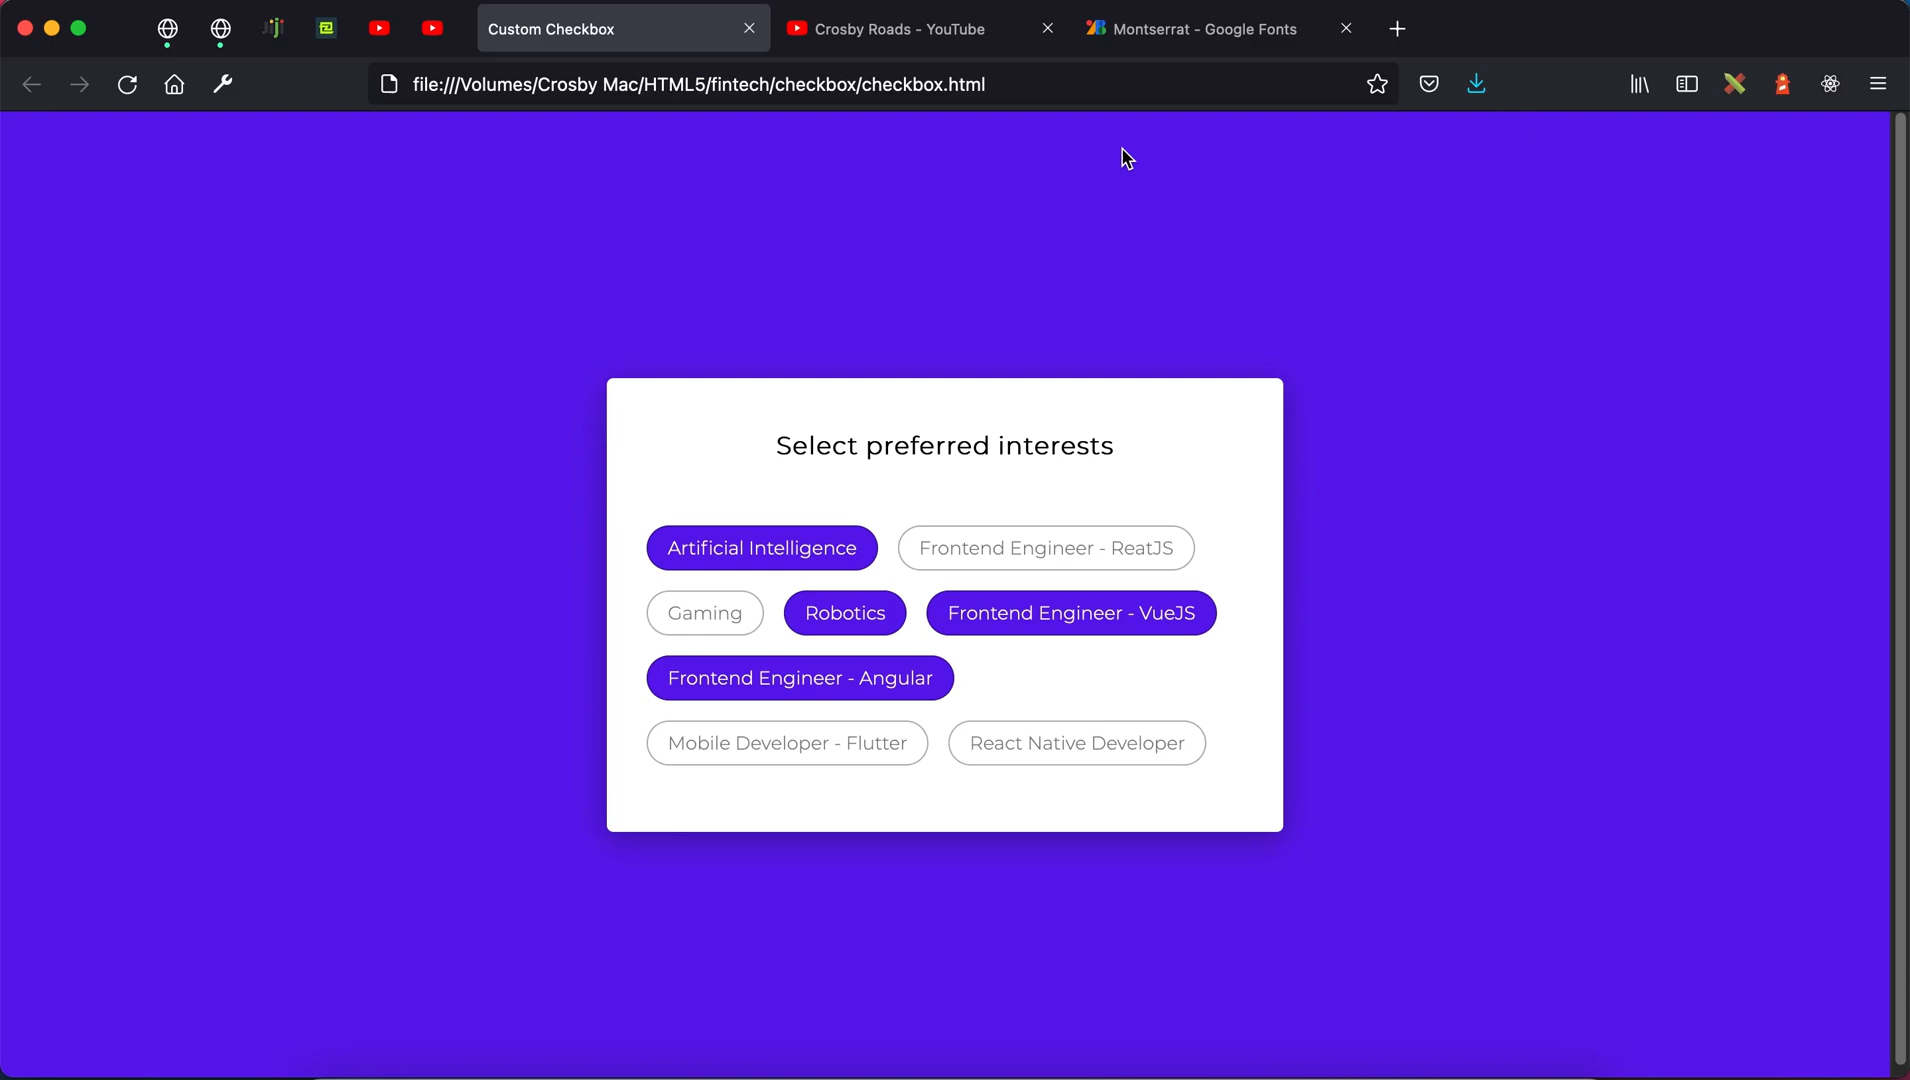 Custom Checkbox
Crosby Roads - YouTube
Montserrat - Google Fonts
file:///Volumes/Crosby Mac/HTML5/fintech/checkbox/checkbox.html
Select preferred interests
Artificial Intelligence
Frontend Engineer - ReatJS
Gaming
Robotics
Frontend Engineer - VueJS
Frontend Engineer - Angular
Mobile Developer - Flutter
React Native Developer